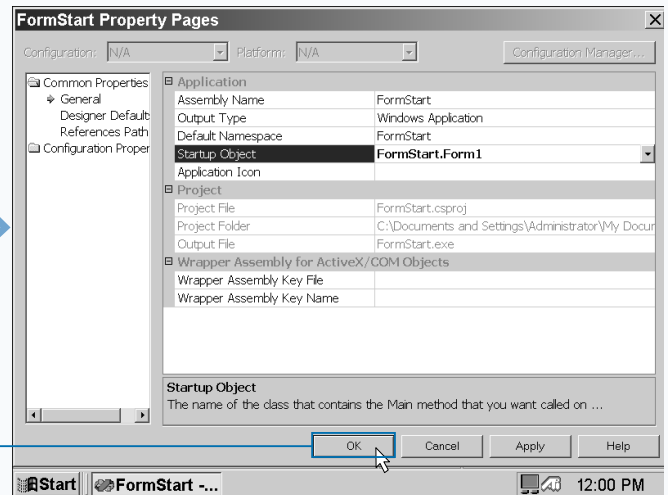 FormStart Property Pages
Configuration: N/A Platform: N/A Configuration Manager...
Common Properties
General
Designer Default
References Path
Configuration Proper
Application
Assembly Name FormStart
Output Type Windows Application
Default Namespace FormStart
Startup Object FormStart.Form1
Application Icon
Project
Project File FormStart.csproj
Project Folder C:\Documents and Settings\Administrator\My Docur
Output File FormStart.exe
Wrapper Assembly for ActiveX/COM Objects
Wrapper Assembly Key File
Wrapper Assembly Key Name
Startup Object
The name of the class that contains the Main method that you want called on ...
OK Cancel Apply Help
Start FormStart -... 12:00 PM